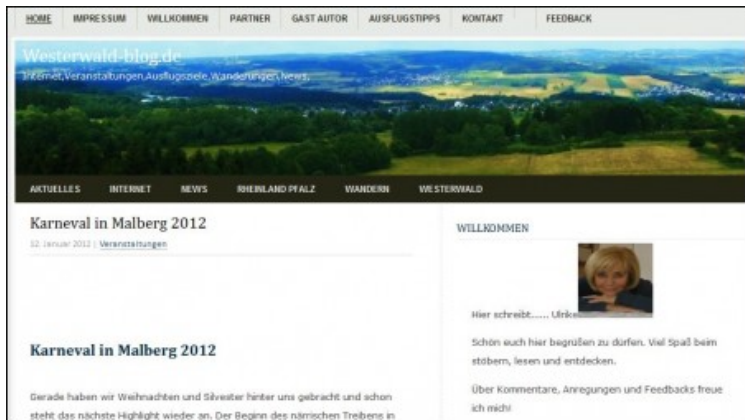 HOME IMPRESSUM WILLKOMMEN PARTNER GAST AUTOR AUSFLUGSTIPPS KONTAKT FEEDBACK
Westerwald-blog.de
Internet,Veranstaltungen,Ausflugsziele,Wanderungen,News,
AKTUELLES INTERNET NEWS RHEINLAND PFALZ WANDERN WESTERWALD
Karneval in Malberg 2012
12. Januar 2012 | Veranstaltungen
Karneval in Malberg 2012
Gerade haben wir Weihnachten und Silvester hinter uns gebracht und schon
steht das nächste Highlight wieder an. Der Beginn des närrischen Treibens in
WILLKOMMEN
Hier schreibt...... Ulrike
Schön euch hier begrüßen zu dürfen. Viel Spaß beim
stöbern, lesen und entdecken.
Über Kommentare, Anregungen und Feedbacks freue
ich mich!